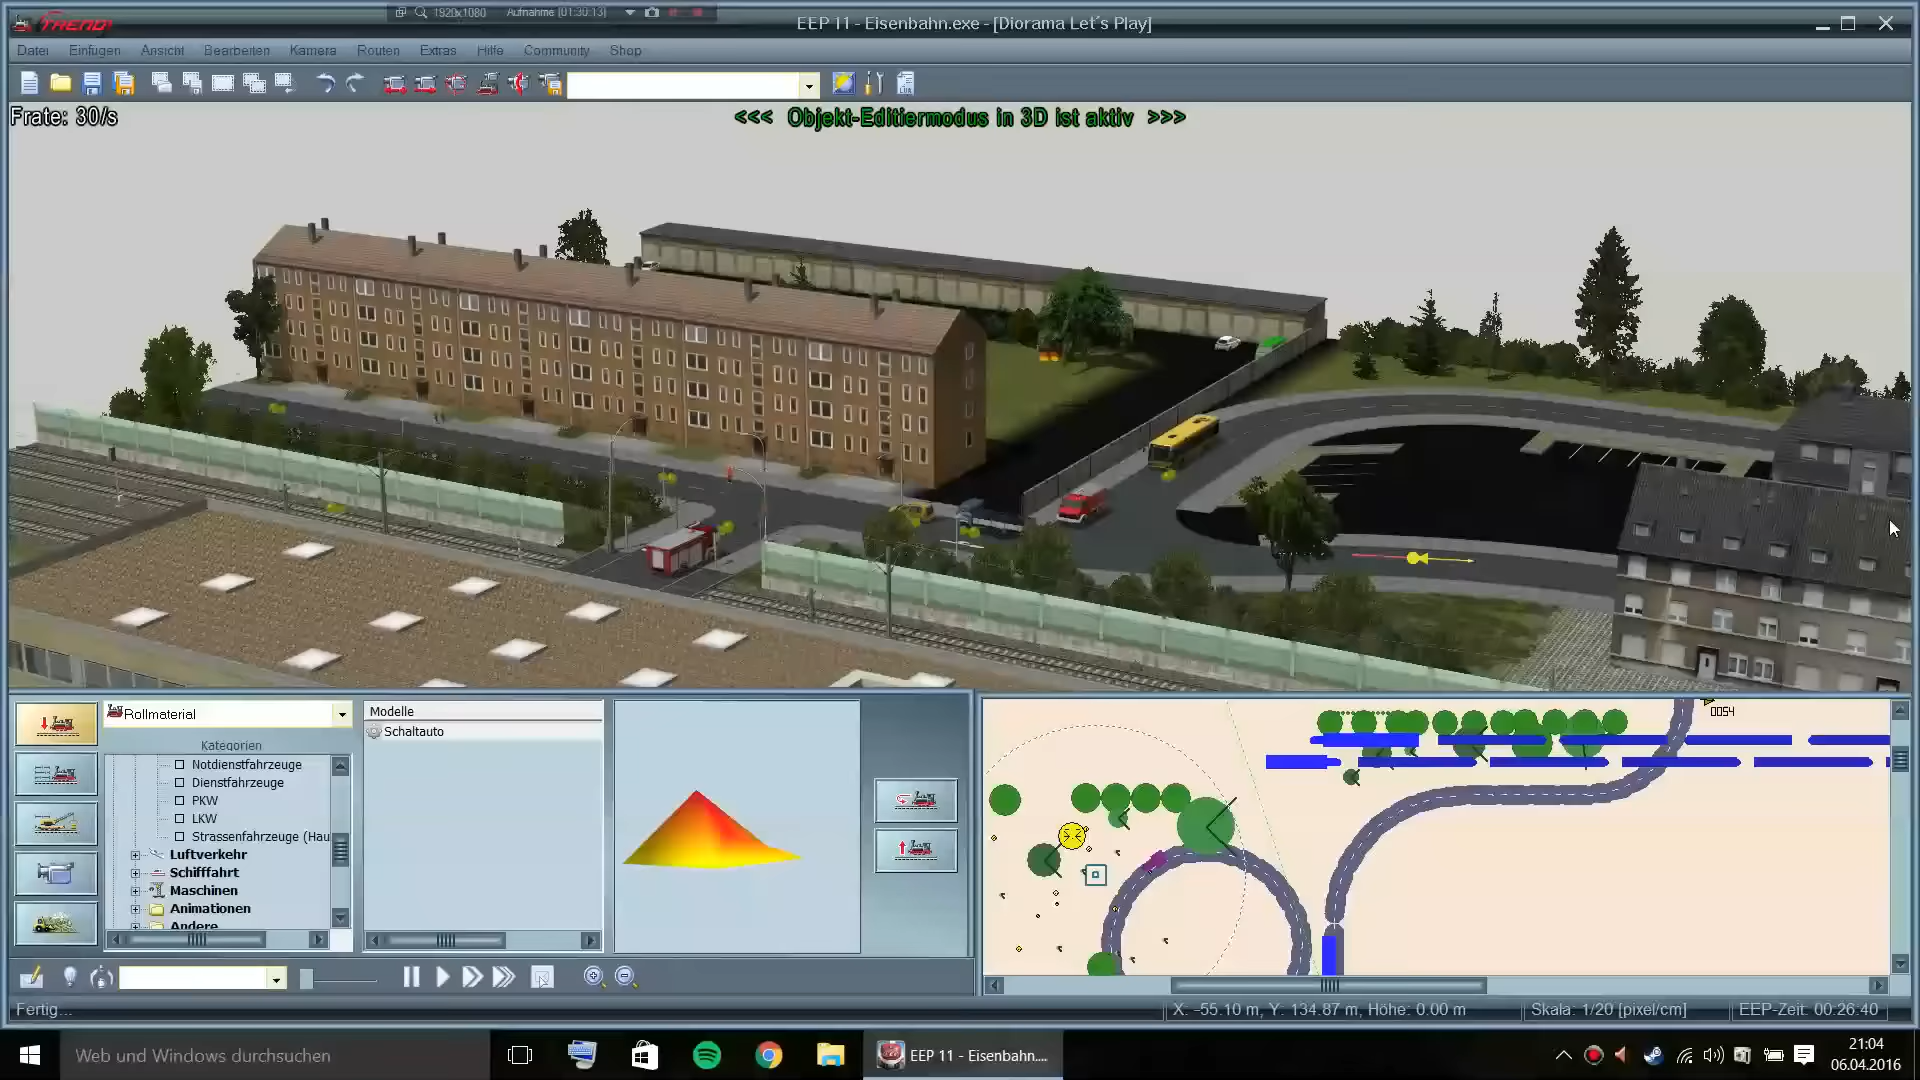 1920x1080
Aufnahme (01:30:13)
TREND
EEP 11 - Eisenbahn.exe - [Diorama Let´s Play]
Datei Einfügen Ansicht Bearbeiten Kamera Routen Extras Hilfe Community Shop
Frate: 30/s
<<< Objekt-Editiermodus in 3D ist aktiv >>>
Rollmaterial
Kategorien
Notdienstfahrzeuge
Dienstfahrzeuge
PKW
LKW
Strassenfahrzeuge (Hau
Luftverkehr
Schifffahrt
Maschinen
Animationen
Andere
Modelle
Schaltauto
0054
Fertig...
X: -55.10 m, Y: 134.87 m, Höhe: 0.00 m
Skala: 1/20 [pixel/cm]
EEP-Zeit: 00:26:40
Web und Windows durchsuchen
EEP 11 - Eisenbahn....
21:04
06.04.2016